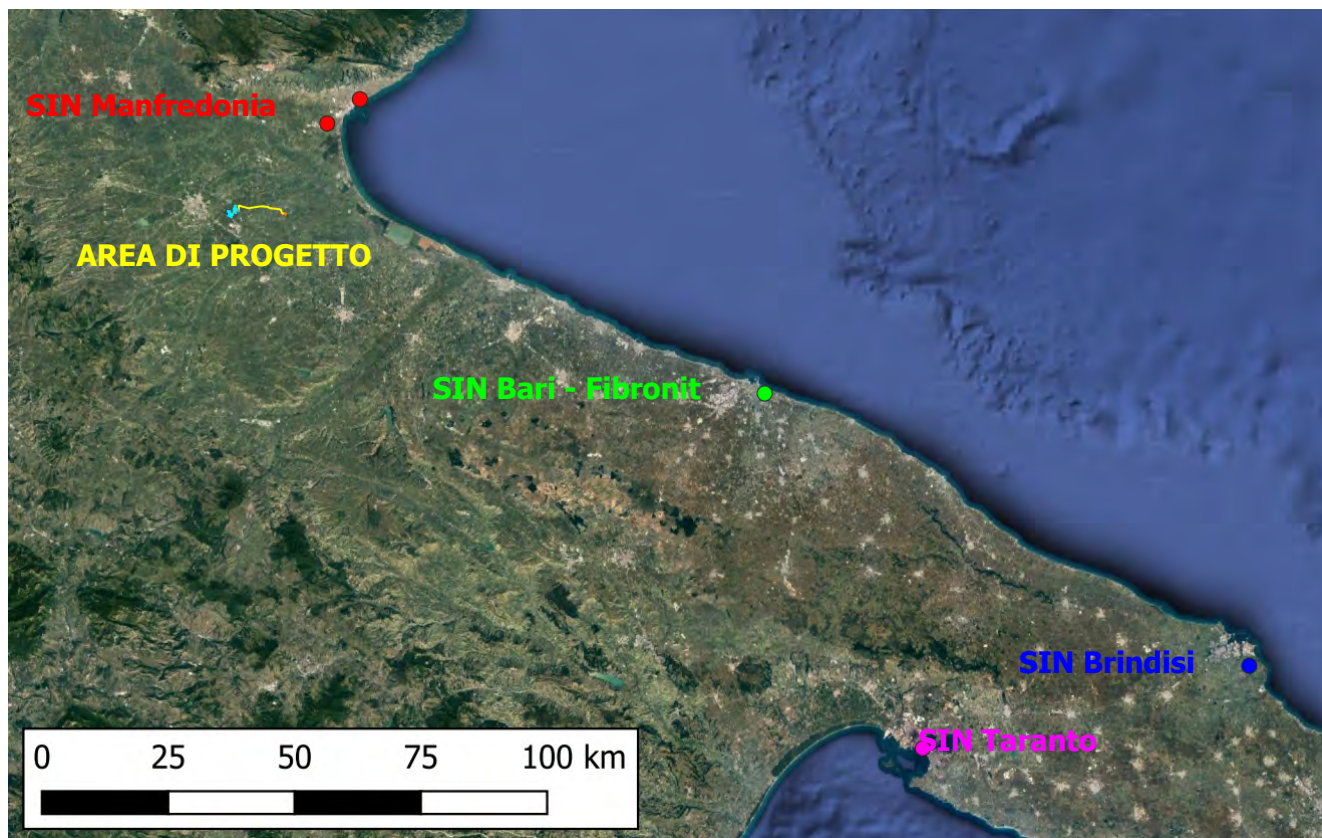 SIN Manfredonia
AREA DI PROGETTO
SIN Bari - Fibronit
SIN Brindisi
SIN Taranto
0 25 50 75 100 km